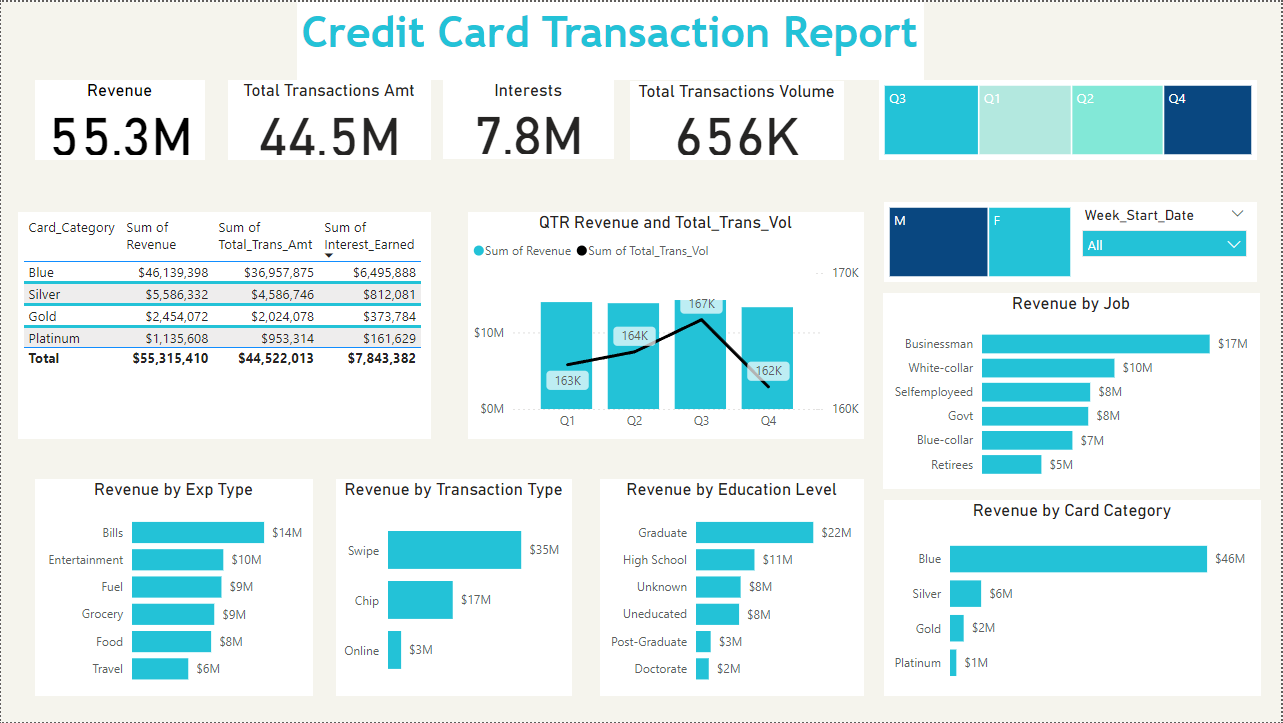 Credit Card Transaction Report
Revenue
55.3M
Total Transactions Amt
44.5M
Interests
7.8M
Total Transactions Volume
656K
Q3 Q1 Q2 Q4
Card_Category Sum of Revenue Sum of Total_Trans_Amt Sum of Interest_Earned
Blue $46,139,398 $36,957,875 $6,495,888
Silver $5,586,332 $4,586,746 $812,081
Gold $2,454,072 $2,024,078 $373,784
Platinum $1,135,608 $953,314 $161,629
Total $55,315,410 $44,522,013 $7,843,382
QTR Revenue and Total_Trans_Vol
Sum of Revenue Sum of Total_Trans_Vol
170K
$10M
$0M
160K
163K
164K
167K
162K
Q1 Q2 Q3 Q4
M F
Week_Start_Date
All
Revenue by Job
Businessman $17M
White-collar $10M
Selfemployeed $8M
Govt $8M
Blue-collar $7M
Retirees $5M
Revenue by Exp Type
Bills $14M
Entertainment $10M
Fuel $9M
Grocery $9M
Food $8M
Travel $6M
Revenue by Transaction Type
Swipe $35M
Chip $17M
Online $3M
Revenue by Education Level
Graduate $22M
High School $11M
Unknown $8M
Uneducated $8M
Post-Graduate $3M
Doctorate $2M
Revenue by Card Category
Blue $46M
Silver $6M
Gold $2M
Platinum $1M